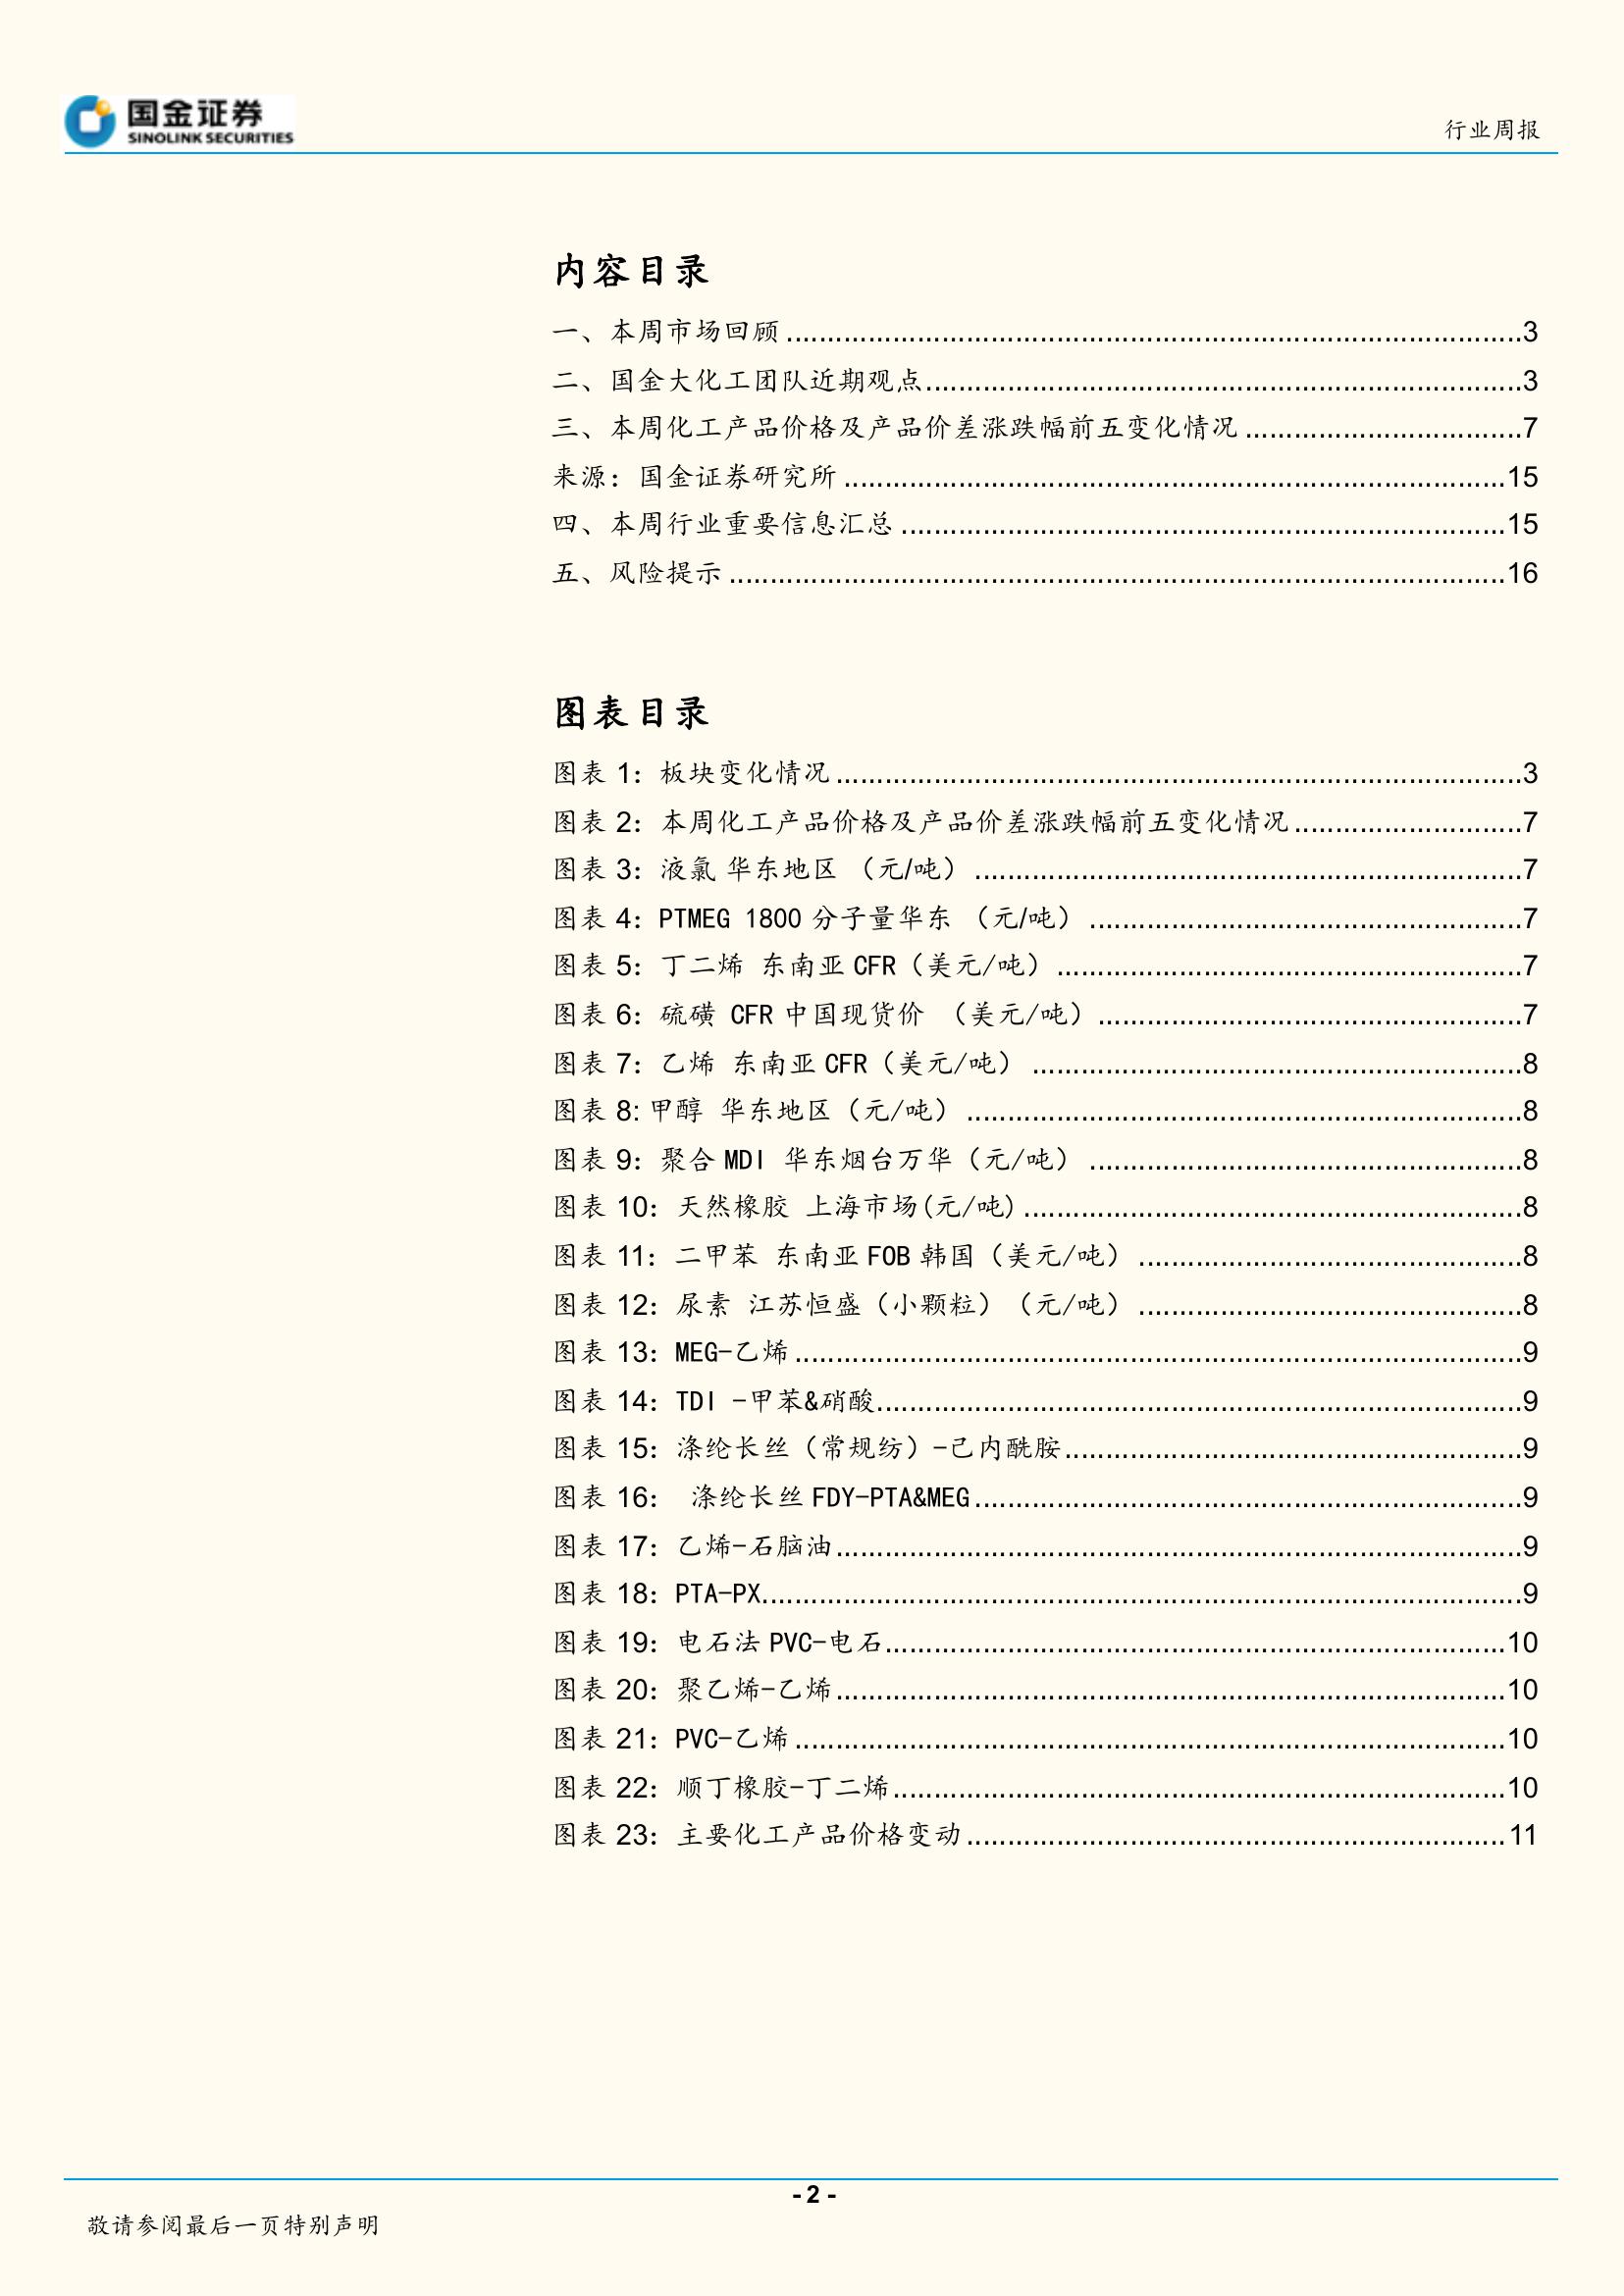 国金证券
SINOLINK SECURITIES
行业周报
内容目录
一、本周市场回顾 ........................................ 3
二、国金大化工团队近期观点 ........................................ 3
三、本周化工产品价格及产品价差涨跌幅前五变化情况 ........................................ 7
来源：国金证券研究所 ........................................ 15
四、本周行业重要信息汇总 ........................................ 15
五、风险提示 ........................................ 16
图表目录
图表 1：板块变化情况 ........................................ 3
图表 2：本周化工产品价格及产品价差涨跌幅前五变化情况 ........................................ 7
图表 3：液氯 华东地区 （元/吨） ........................................ 7
图表 4：PTMEG 1800 分子量华东 （元/吨） ........................................ 7
图表 5：丁二烯 东南亚 CFR（美元/吨） ........................................ 7
图表 6：硫磺 CFR 中国现货价 （美元/吨） ........................................ 7
图表 7：乙烯 东南亚 CFR（美元/吨） ........................................ 8
图表 8: 甲醇 华东地区（元/吨） ........................................ 8
图表 9：聚合 MDI 华东烟台万华（元/吨） ........................................ 8
图表 10：天然橡胶 上海市场(元/吨) ........................................ 8
图表 11：二甲苯 东南亚 FOB 韩国（美元/吨） ........................................ 8
图表 12：尿素 江苏恒盛（小颗粒）（元/吨） ........................................ 8
图表 13：MEG-乙烯 ........................................ 9
图表 14：TDI -甲苯&硝酸 ........................................ 9
图表 15：涤纶长丝（常规纺）-己内酰胺 ........................................ 9
图表 16： 涤纶长丝 FDY-PTA&MEG ........................................ 9
图表 17：乙烯-石脑油 ........................................ 9
图表 18：PTA-PX ........................................ 9
图表 19：电石法 PVC-电石 ........................................ 10
图表 20：聚乙烯-乙烯 ........................................ 10
图表 21：PVC-乙烯 ........................................ 10
图表 22：顺丁橡胶-丁二烯 ........................................ 10
图表 23：主要化工产品价格变动 ........................................ 11
- 2 -
敬请参阅最后一页特别声明